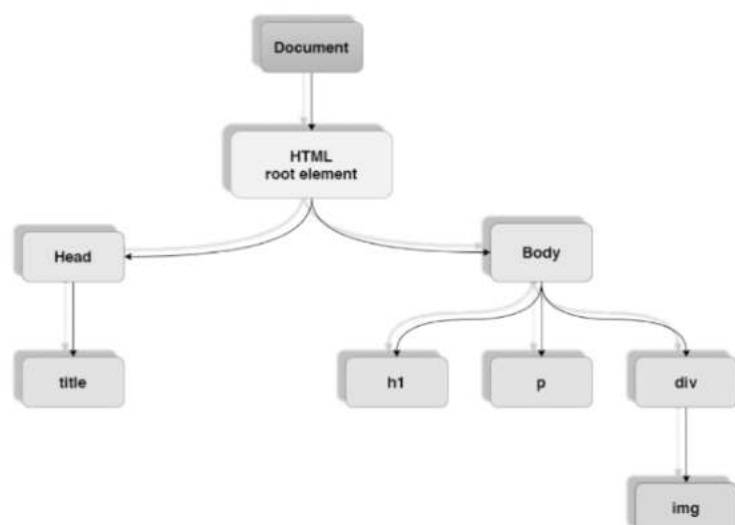 Document
HTML
root element
Head
Body
title
h1
p
div
img